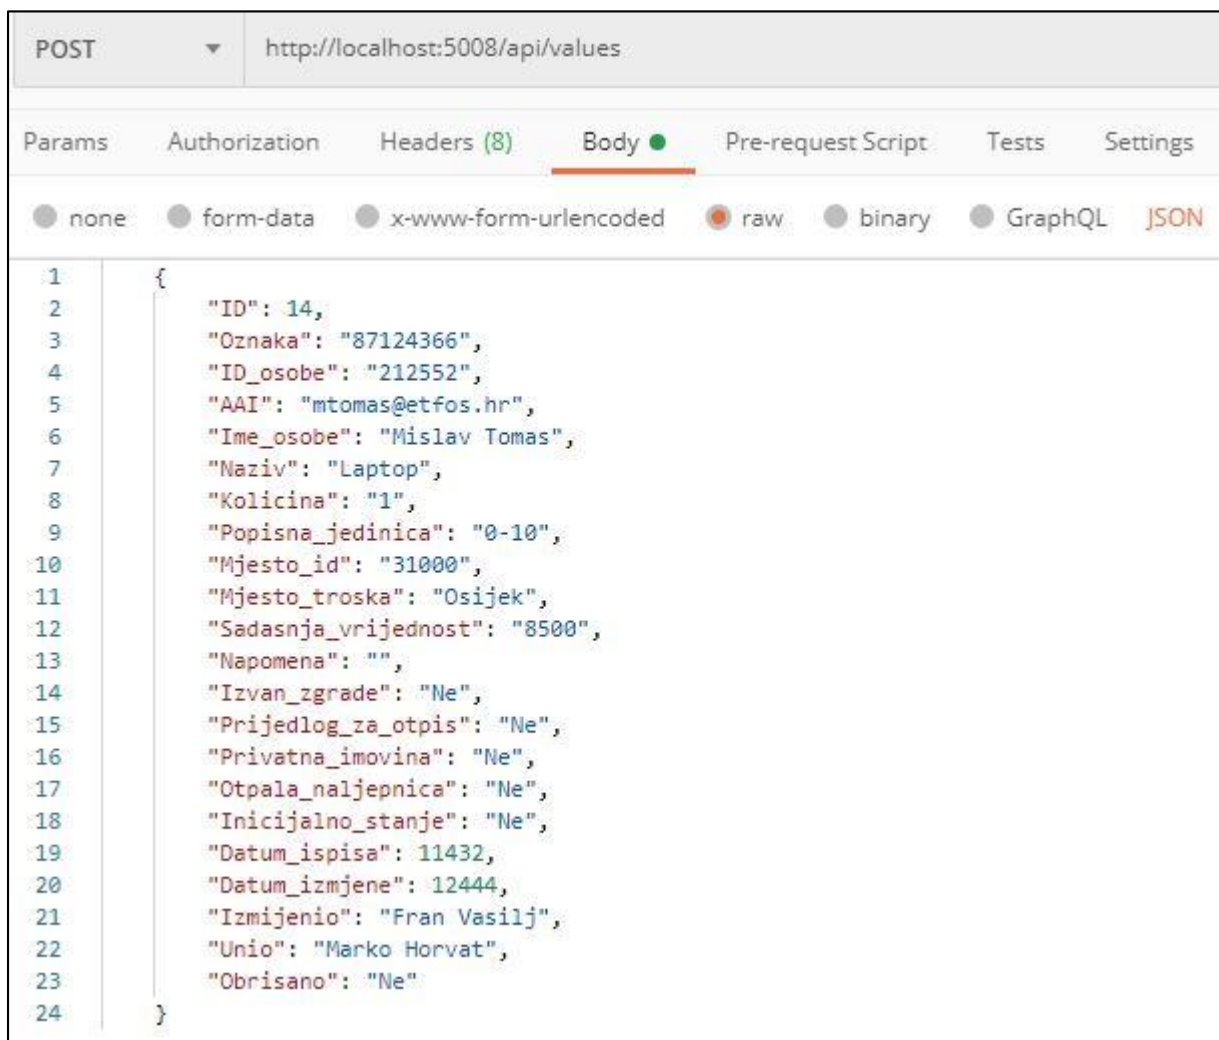 POST http://localhost:5008/api/values
Params Authorization Headers (8) Body Pre-request Script Tests Settings
none form-data x-www-form-urlencoded raw binary GraphQL JSON
1 {
2 "ID": 14,
3 "Oznaka": "87124366",
4 "ID_osobe": "212552",
5 "AAI": "mtomas@etfos.hr",
6 "Ime_osobe": "Mislav Tomas",
7 "Naziv": "Laptop",
8 "Kolicina": "1",
9 "Popisna_jedinica": "0-10",
10 "Mjesto_id": "31000",
11 "Mjesto_troska": "Osijek",
12 "Sadasnja_vrijednost": "8500",
13 "Napomena": "",
14 "Izvan_zgrade": "Ne",
15 "Prijedlog_za_otpis": "Ne",
16 "Privatna_imovina": "Ne",
17 "Otpala_naljepnica": "Ne",
18 "Inicijalno_stanje": "Ne",
19 "Datum_ispisa": 11432,
20 "Datum_izmjene": 12444,
21 "Izmijenio": "Fran Vasilj",
22 "Unio": "Marko Horvat",
23 "Obrisano": "Ne"
24 }